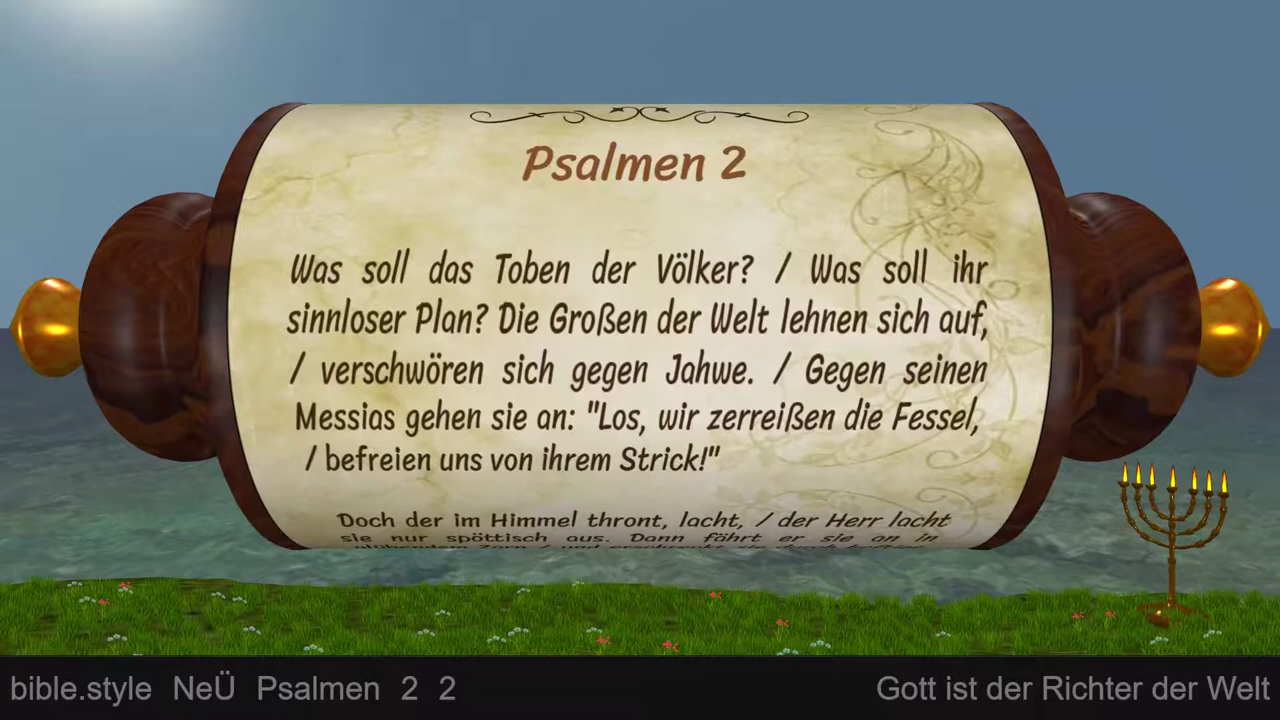 Psalmen 2
Was soll das Toben der Völker? / Was soll ihr
sinnloser Plan? Die Großen der Welt lehnen sich auf,
/ verschwören sich gegen Jahwe. / Gegen seinen
Messias gehen sie an: "Los, wir zerreißen die Fessel,
/ befreien uns von ihrem Strick!"
Doch der im Himmel thront, lacht, / der Herr lacht
sie nur spöttisch aus. Dann fährt er sie an in
bible.style NeÜ Psalmen 2 2
Gott ist der Richter der Welt